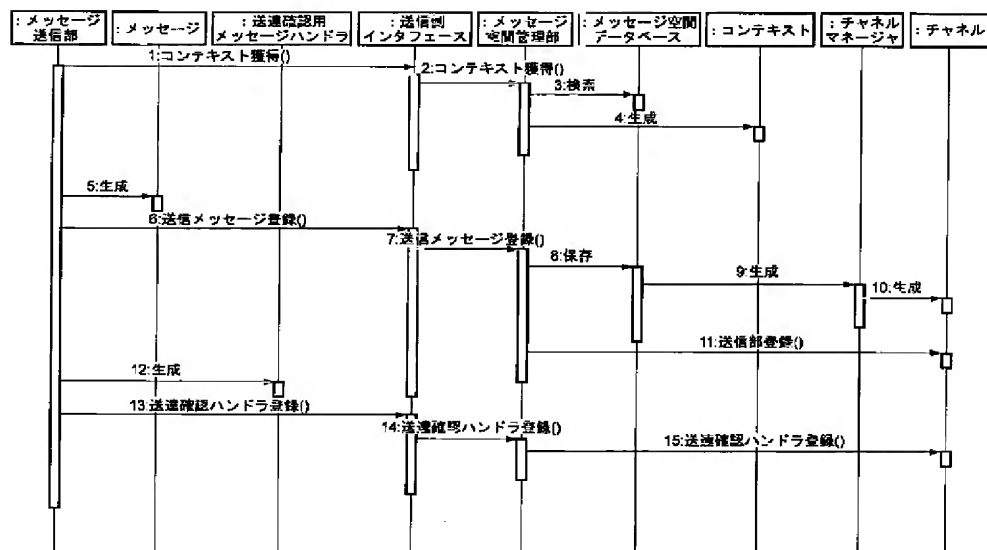 : メッセージ
送信部
: メッセージ
: 送達確認用
メッセージハンドラ
: 送信側
インタフェース
: メッセージ
空間管理部
: メッセージ空間
データベース
: コンテキスト
: チャネル
マネージャ
: チャネル
1:コンテキスト獲得()
2:コンテキスト獲得()
3:検索
4:生成
5:生成
6:送信メッセージ登録()
7:送信メッセージ登録()
8:保存
9:生成
10:生成
11:送信部登録()
12:生成
13:送達確認ハンドラ登録()
14:送達確認ハンドラ登録()
15:送達確認ハンドラ登録()